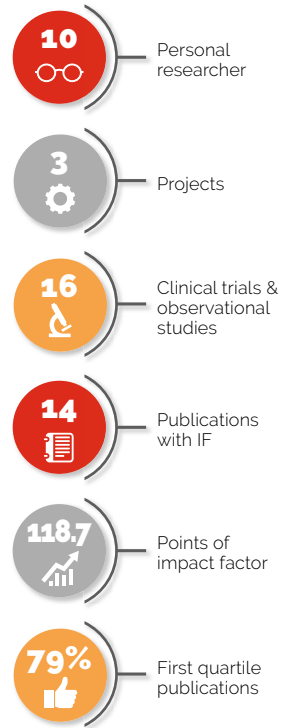 10
Personal
researcher
3
Projects
16
Clinical trials &
observational
studies
14
Publications
with IF
118.7
Points of
impact factor
79%
First quartile
publications